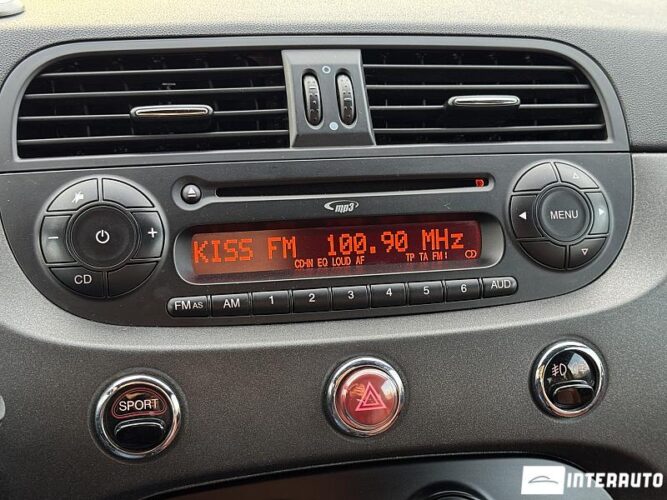 mp3
KISS FM 100.90 MHz
CD-IN EQ LOUD AF TP TA FM1
- +
CD
MENU
FM AS AM 1 2 3 4 5 6 AUD
SPORT
INTERAUTO